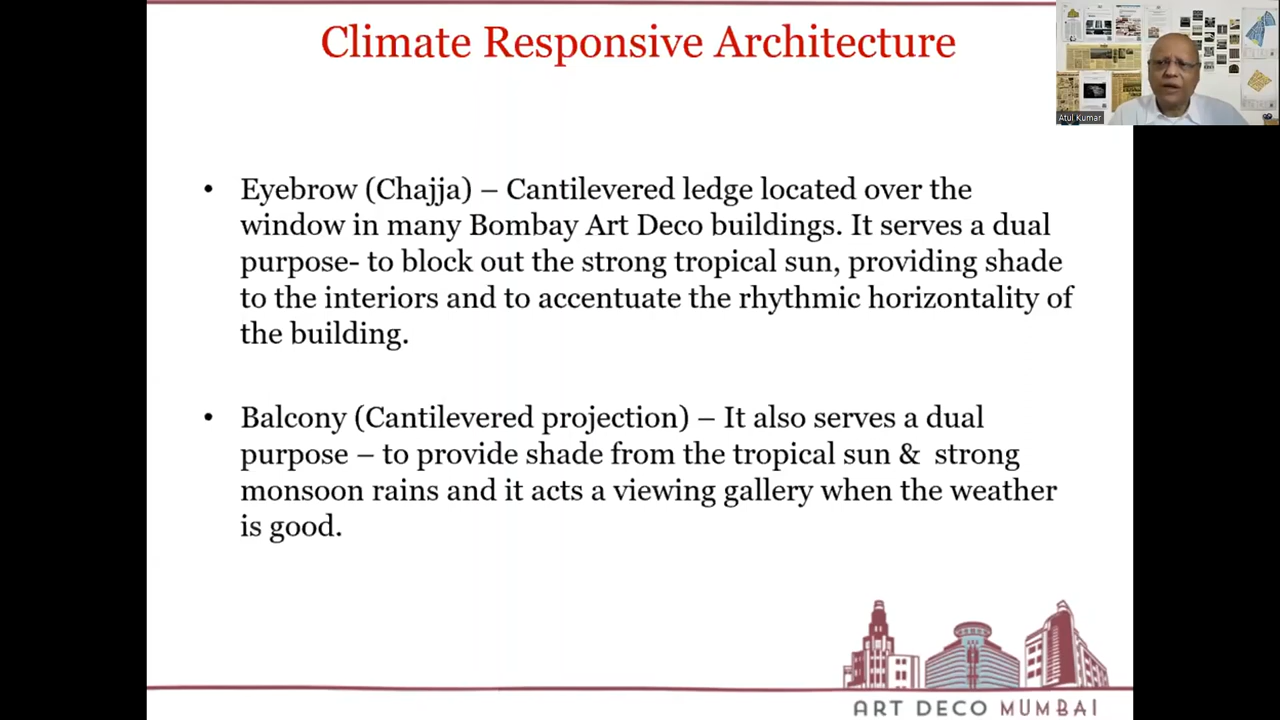 Climate Responsive Architecture
Atul Kumar
• Eyebrow (Chajja) – Cantilevered ledge located over the
window in many Bombay Art Deco buildings. It serves a dual
purpose- to block out the strong tropical sun, providing shade
to the interiors and to accentuate the rhythmic horizontality of
the building.
• Balcony (Cantilevered projection) – It also serves a dual
purpose – to provide shade from the tropical sun &  strong
monsoon rains and it acts a viewing gallery when the weather
is good.
ART DECO MUMBAI